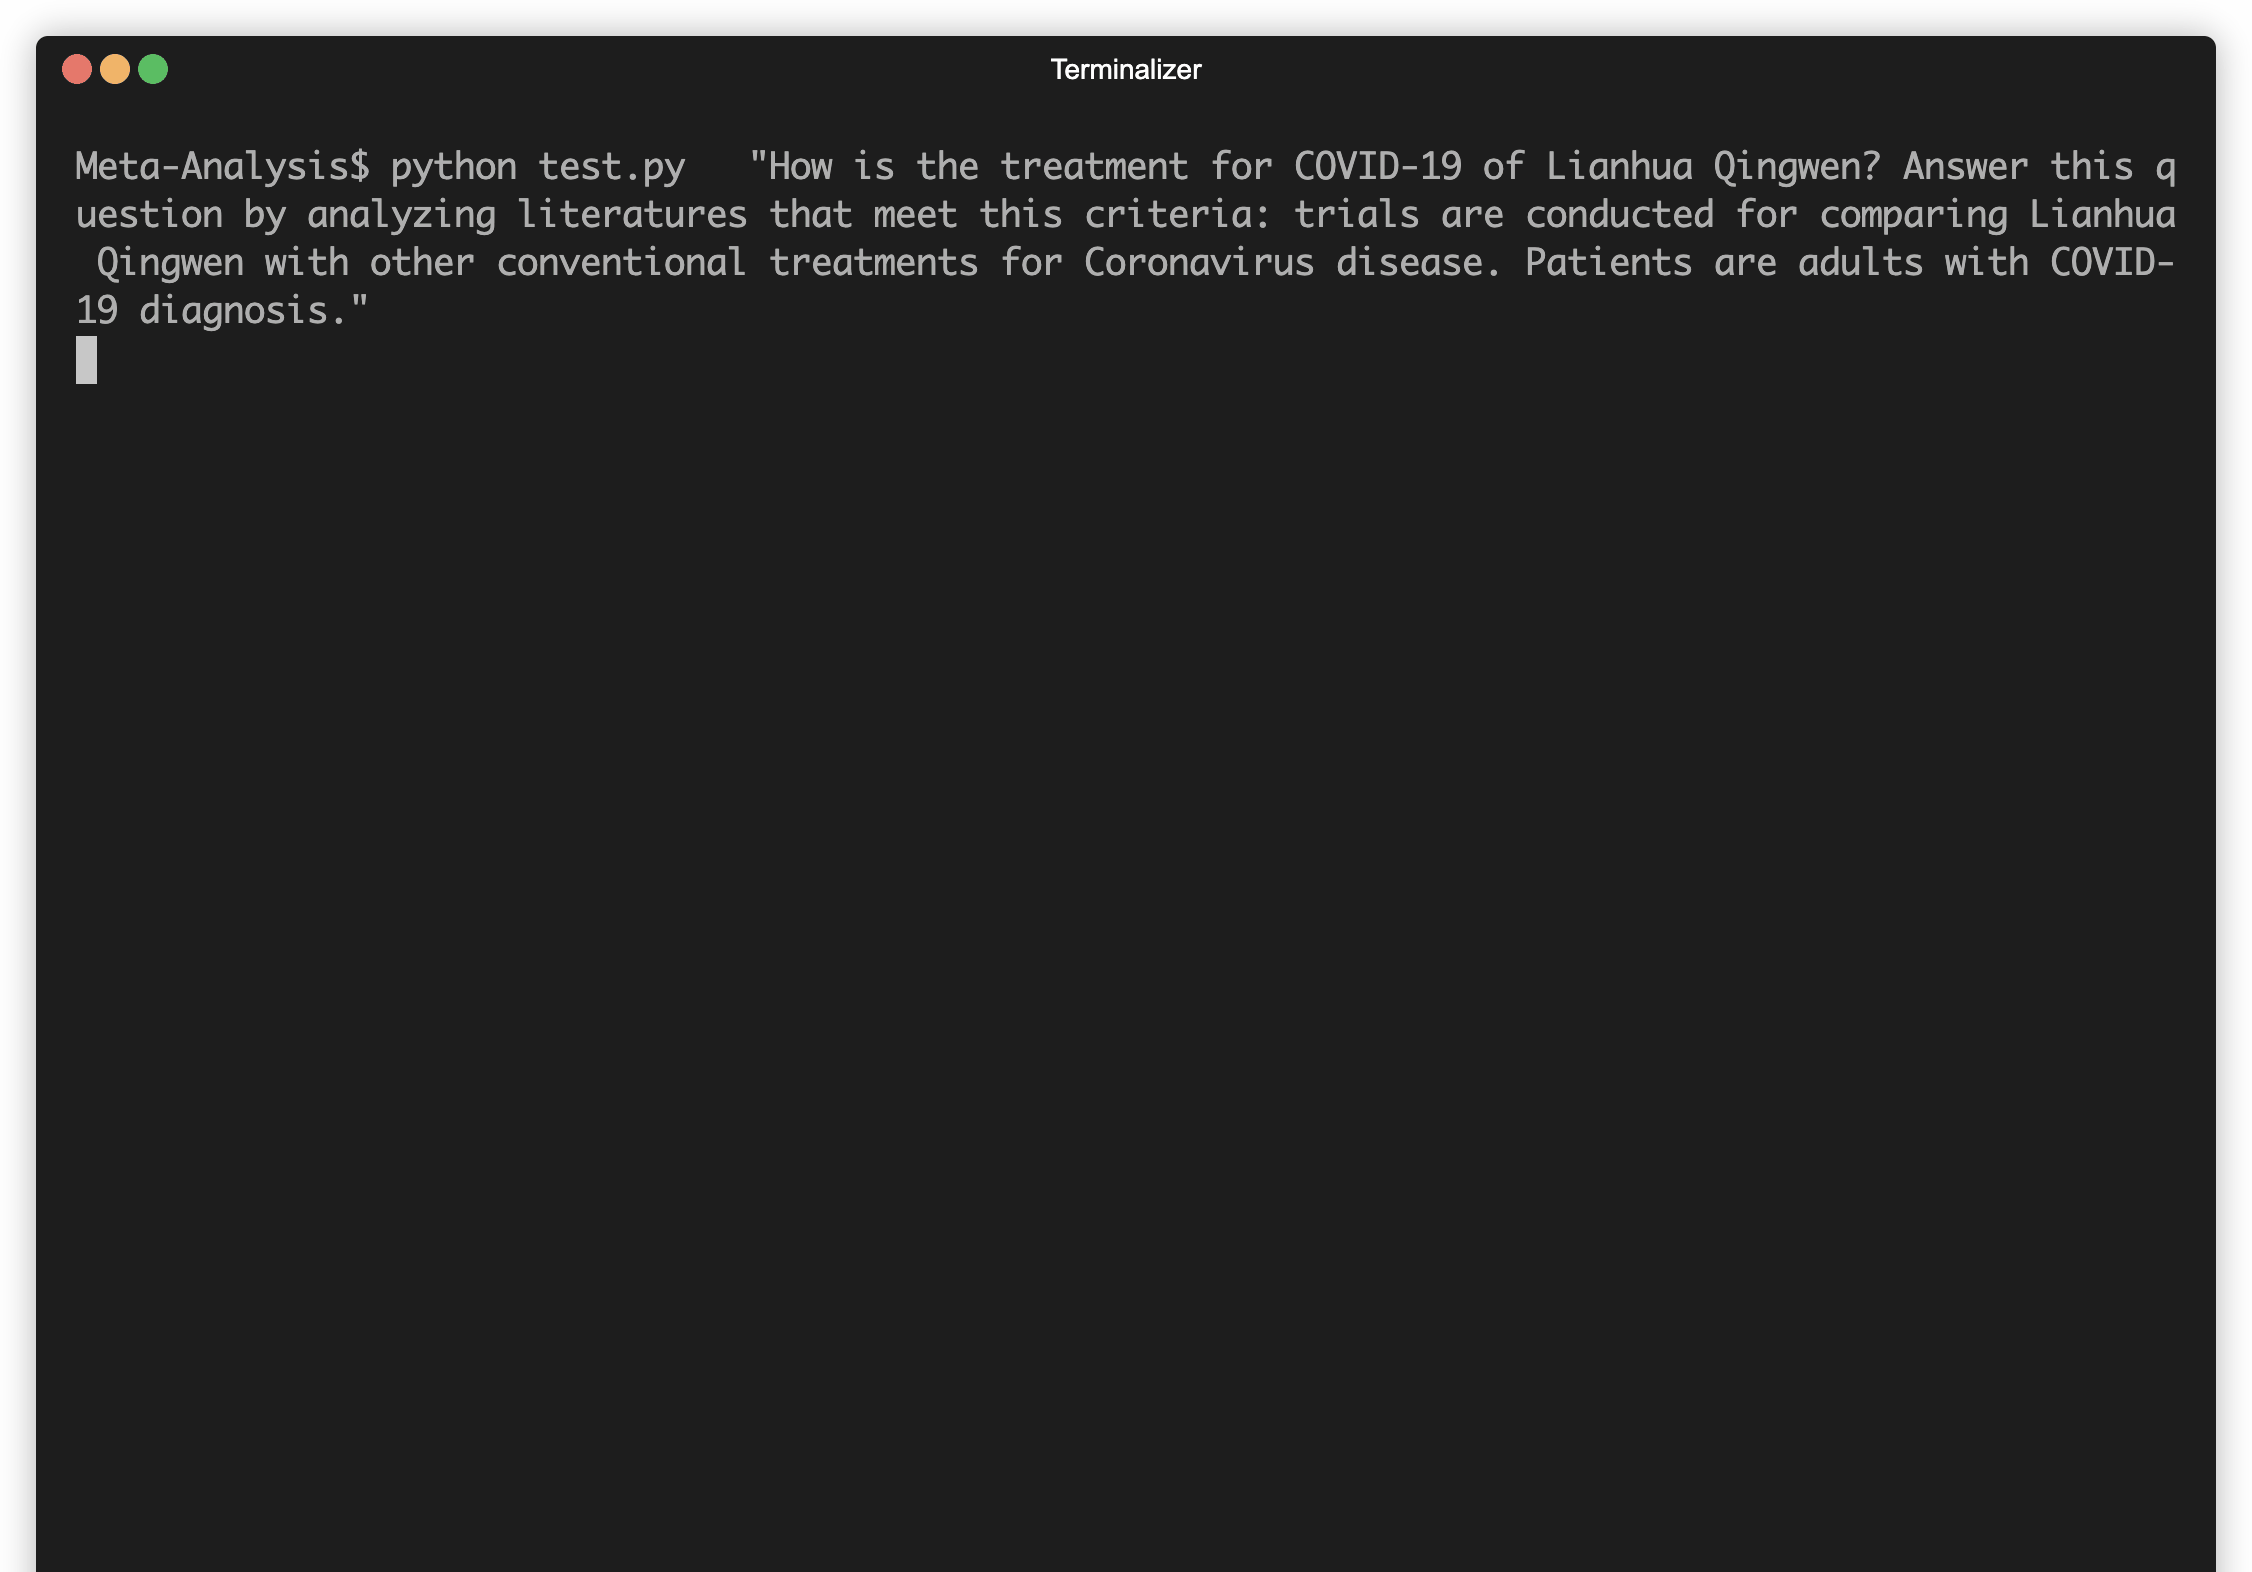 Terminalizer
Meta-Analysis$ python test.py   "How is the treatment for COVID-19 of Lianhua Qingwen? Answer this q
uestion by analyzing literatures that meet this criteria: trials are conducted for comparing Lianhua
 Qingwen with other conventional treatments for Coronavirus disease. Patients are adults with COVID-
19 diagnosis."